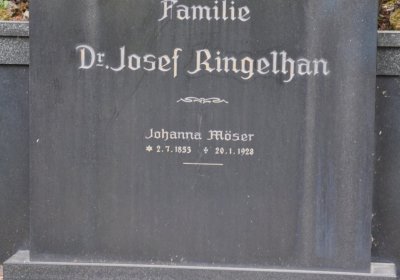 Familie
Dr. Josef Ringelhan
Johanna Möser
* 2.7.1853 ✝ 20.1.1928